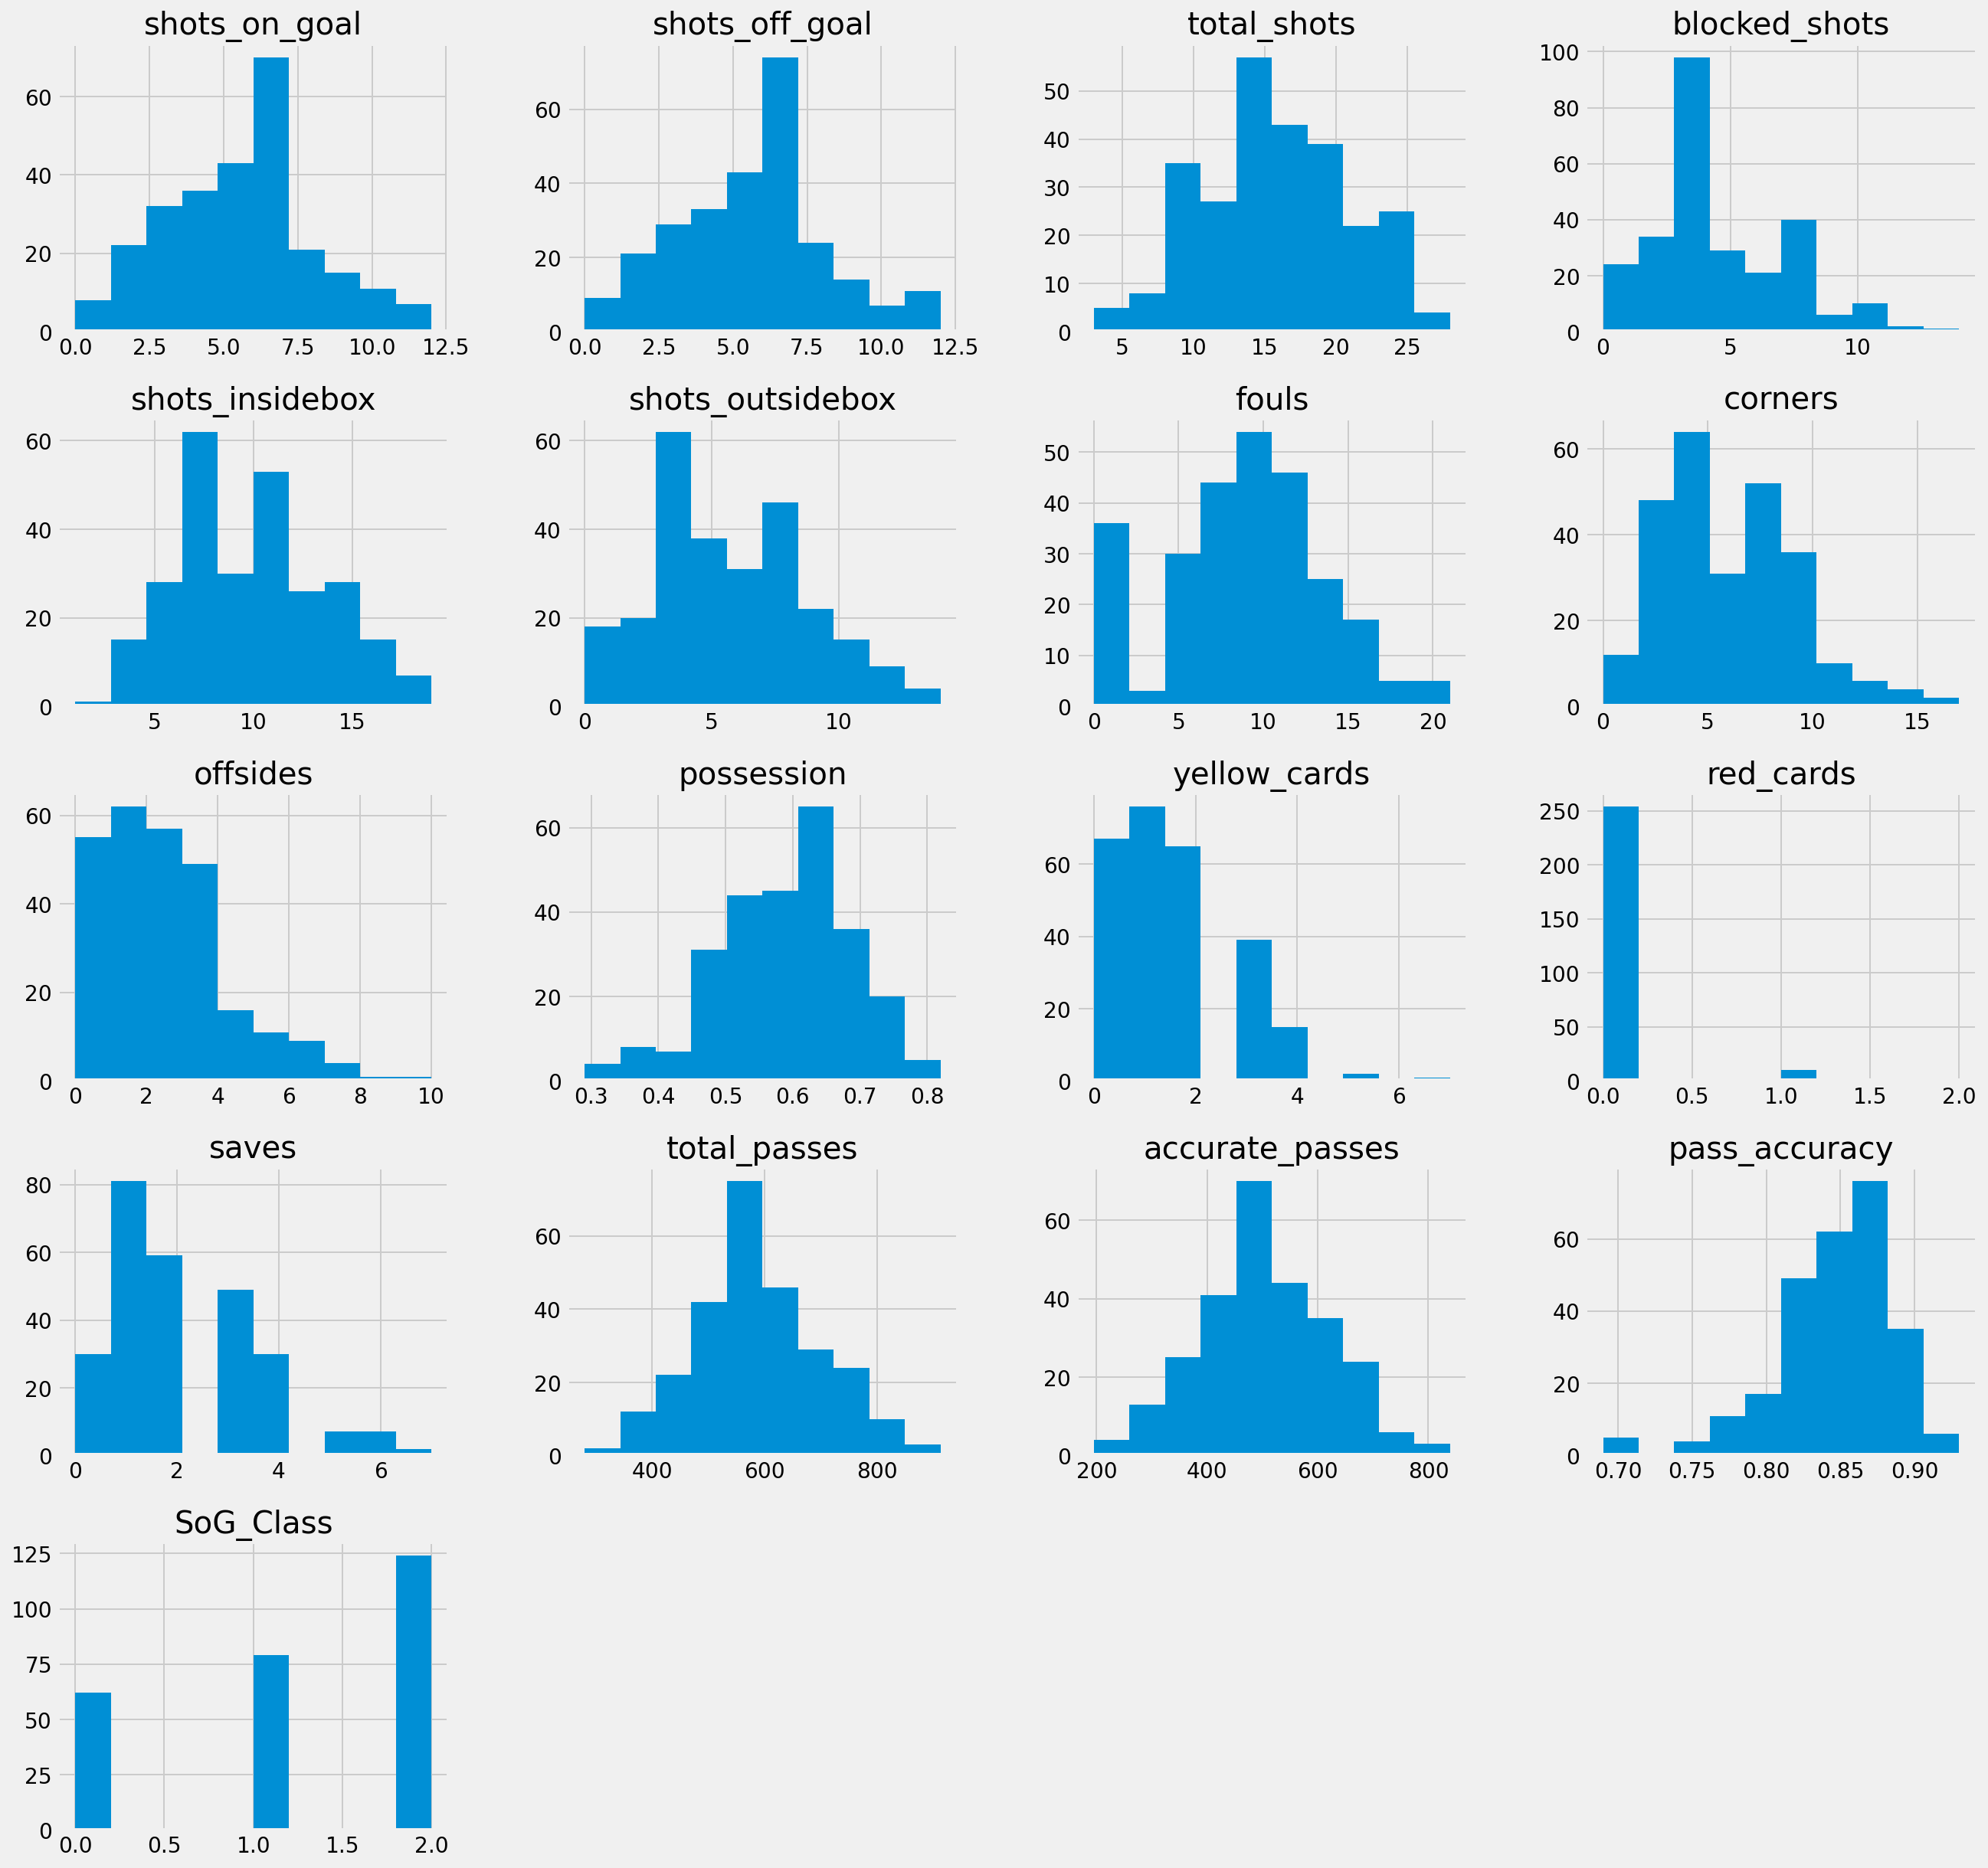 shots_on_goal
shots_off_goal
total_shots
blocked_shots
60
40
20
0
0.0 2.5 5.0 7.5 10.0 12.5
60
40
20
0
0.0 2.5 5.0 7.5 10.0 12.5
50
40
30
20
10
0
5 10 15 20 25
100
80
60
40
20
0
0 5 10
shots_insidebox
shots_outsidebox
fouls
corners
60
40
20
0
5 10 15
60
40
20
0
0 5 10
50
40
30
20
10
0
0 5 10 15 20
60
40
20
0
0 5 10 15
offsides
possession
yellow_cards
red_cards
60
40
20
0
0 2 4 6 8 10
60
40
20
0
0.3 0.4 0.5 0.6 0.7 0.8
60
40
20
0
0 2 4 6
250
200
150
100
50
0
0.0 0.5 1.0 1.5 2.0
saves
total_passes
accurate_passes
pass_accuracy
80
60
40
20
0
0 2 4 6
60
40
20
0
400 600 800
60
40
20
0
200 400 600 800
60
40
20
0
0.70 0.75 0.80 0.85 0.90
SoG_Class
125
100
75
50
25
0
0.0 0.5 1.0 1.5 2.0